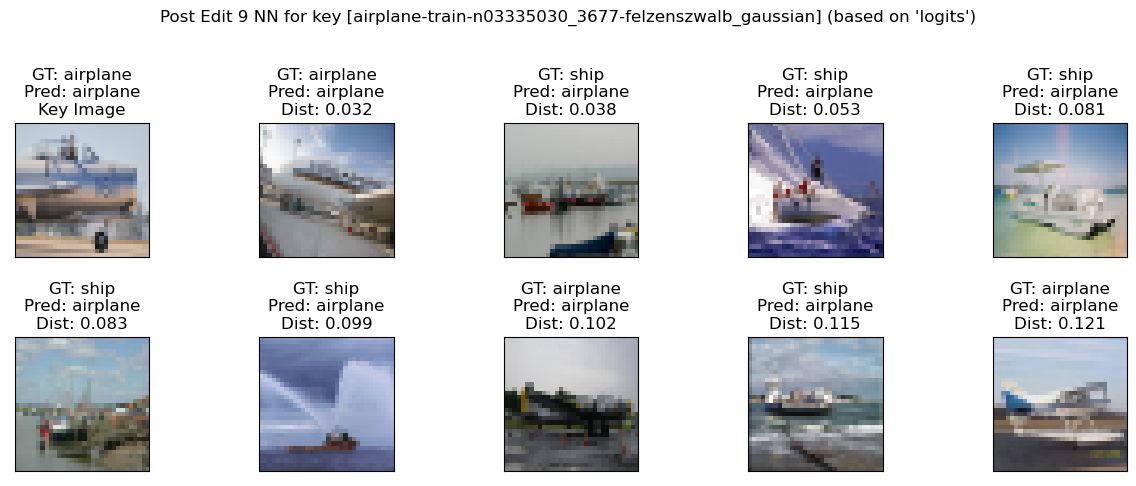 Post Edit 9 NN for key [airplane-train-n03335030_3677-felzenszwalb_gaussian] (based on 'logits')
GT: airplane
Pred: airplane
Key Image
GT: airplane
Pred: airplane
Dist: 0.032
GT: ship
Pred: airplane
Dist: 0.038
GT: ship
Pred: airplane
Dist: 0.053
GT: ship
Pred: airplane
Dist: 0.081
GT: ship
Pred: airplane
Dist: 0.083
GT: ship
Pred: airplane
Dist: 0.099
GT: airplane
Pred: airplane
Dist: 0.102
GT: ship
Pred: airplane
Dist: 0.115
GT: airplane
Pred: airplane
Dist: 0.121